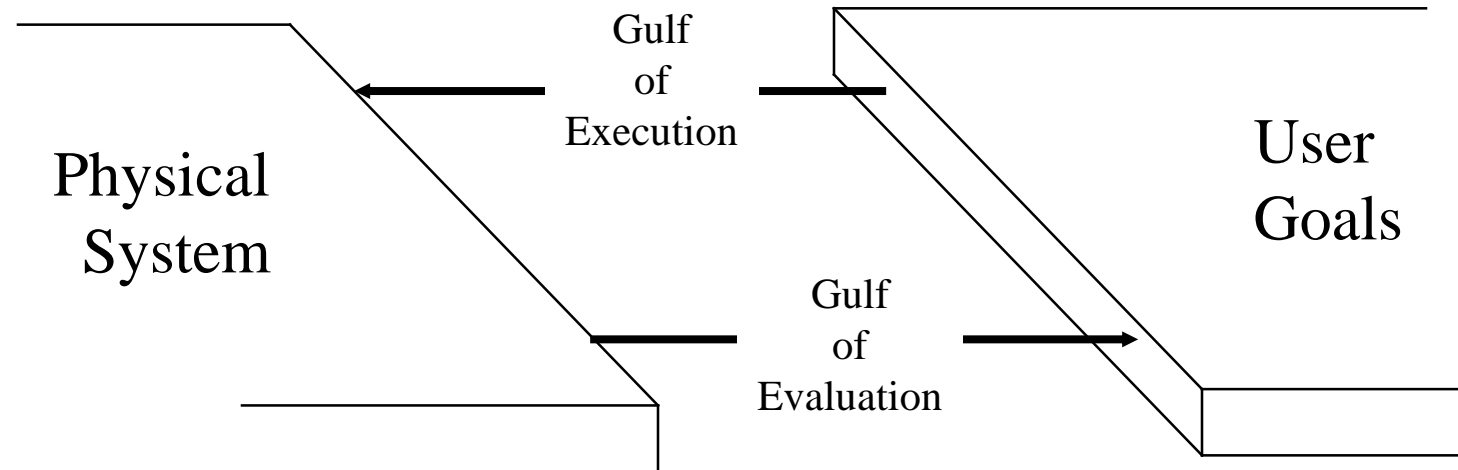 Physical
System
Gulf
of
Execution
Gulf
of
Evaluation
User
Goals